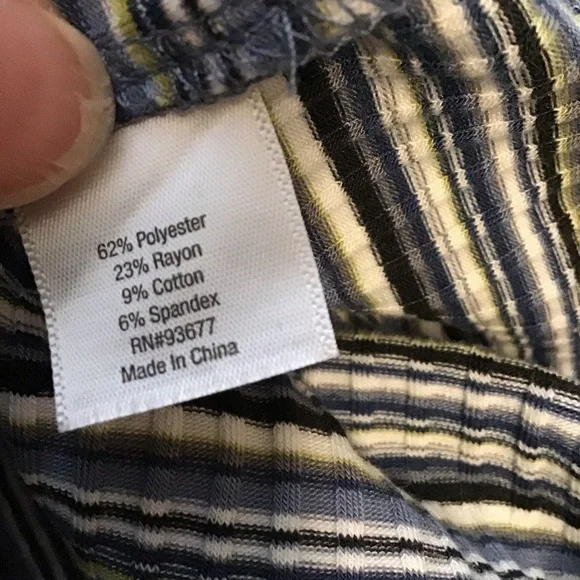 62% Polyester
23% Rayon
9% Cotton
6% Spandex
RN#93677
Made In China